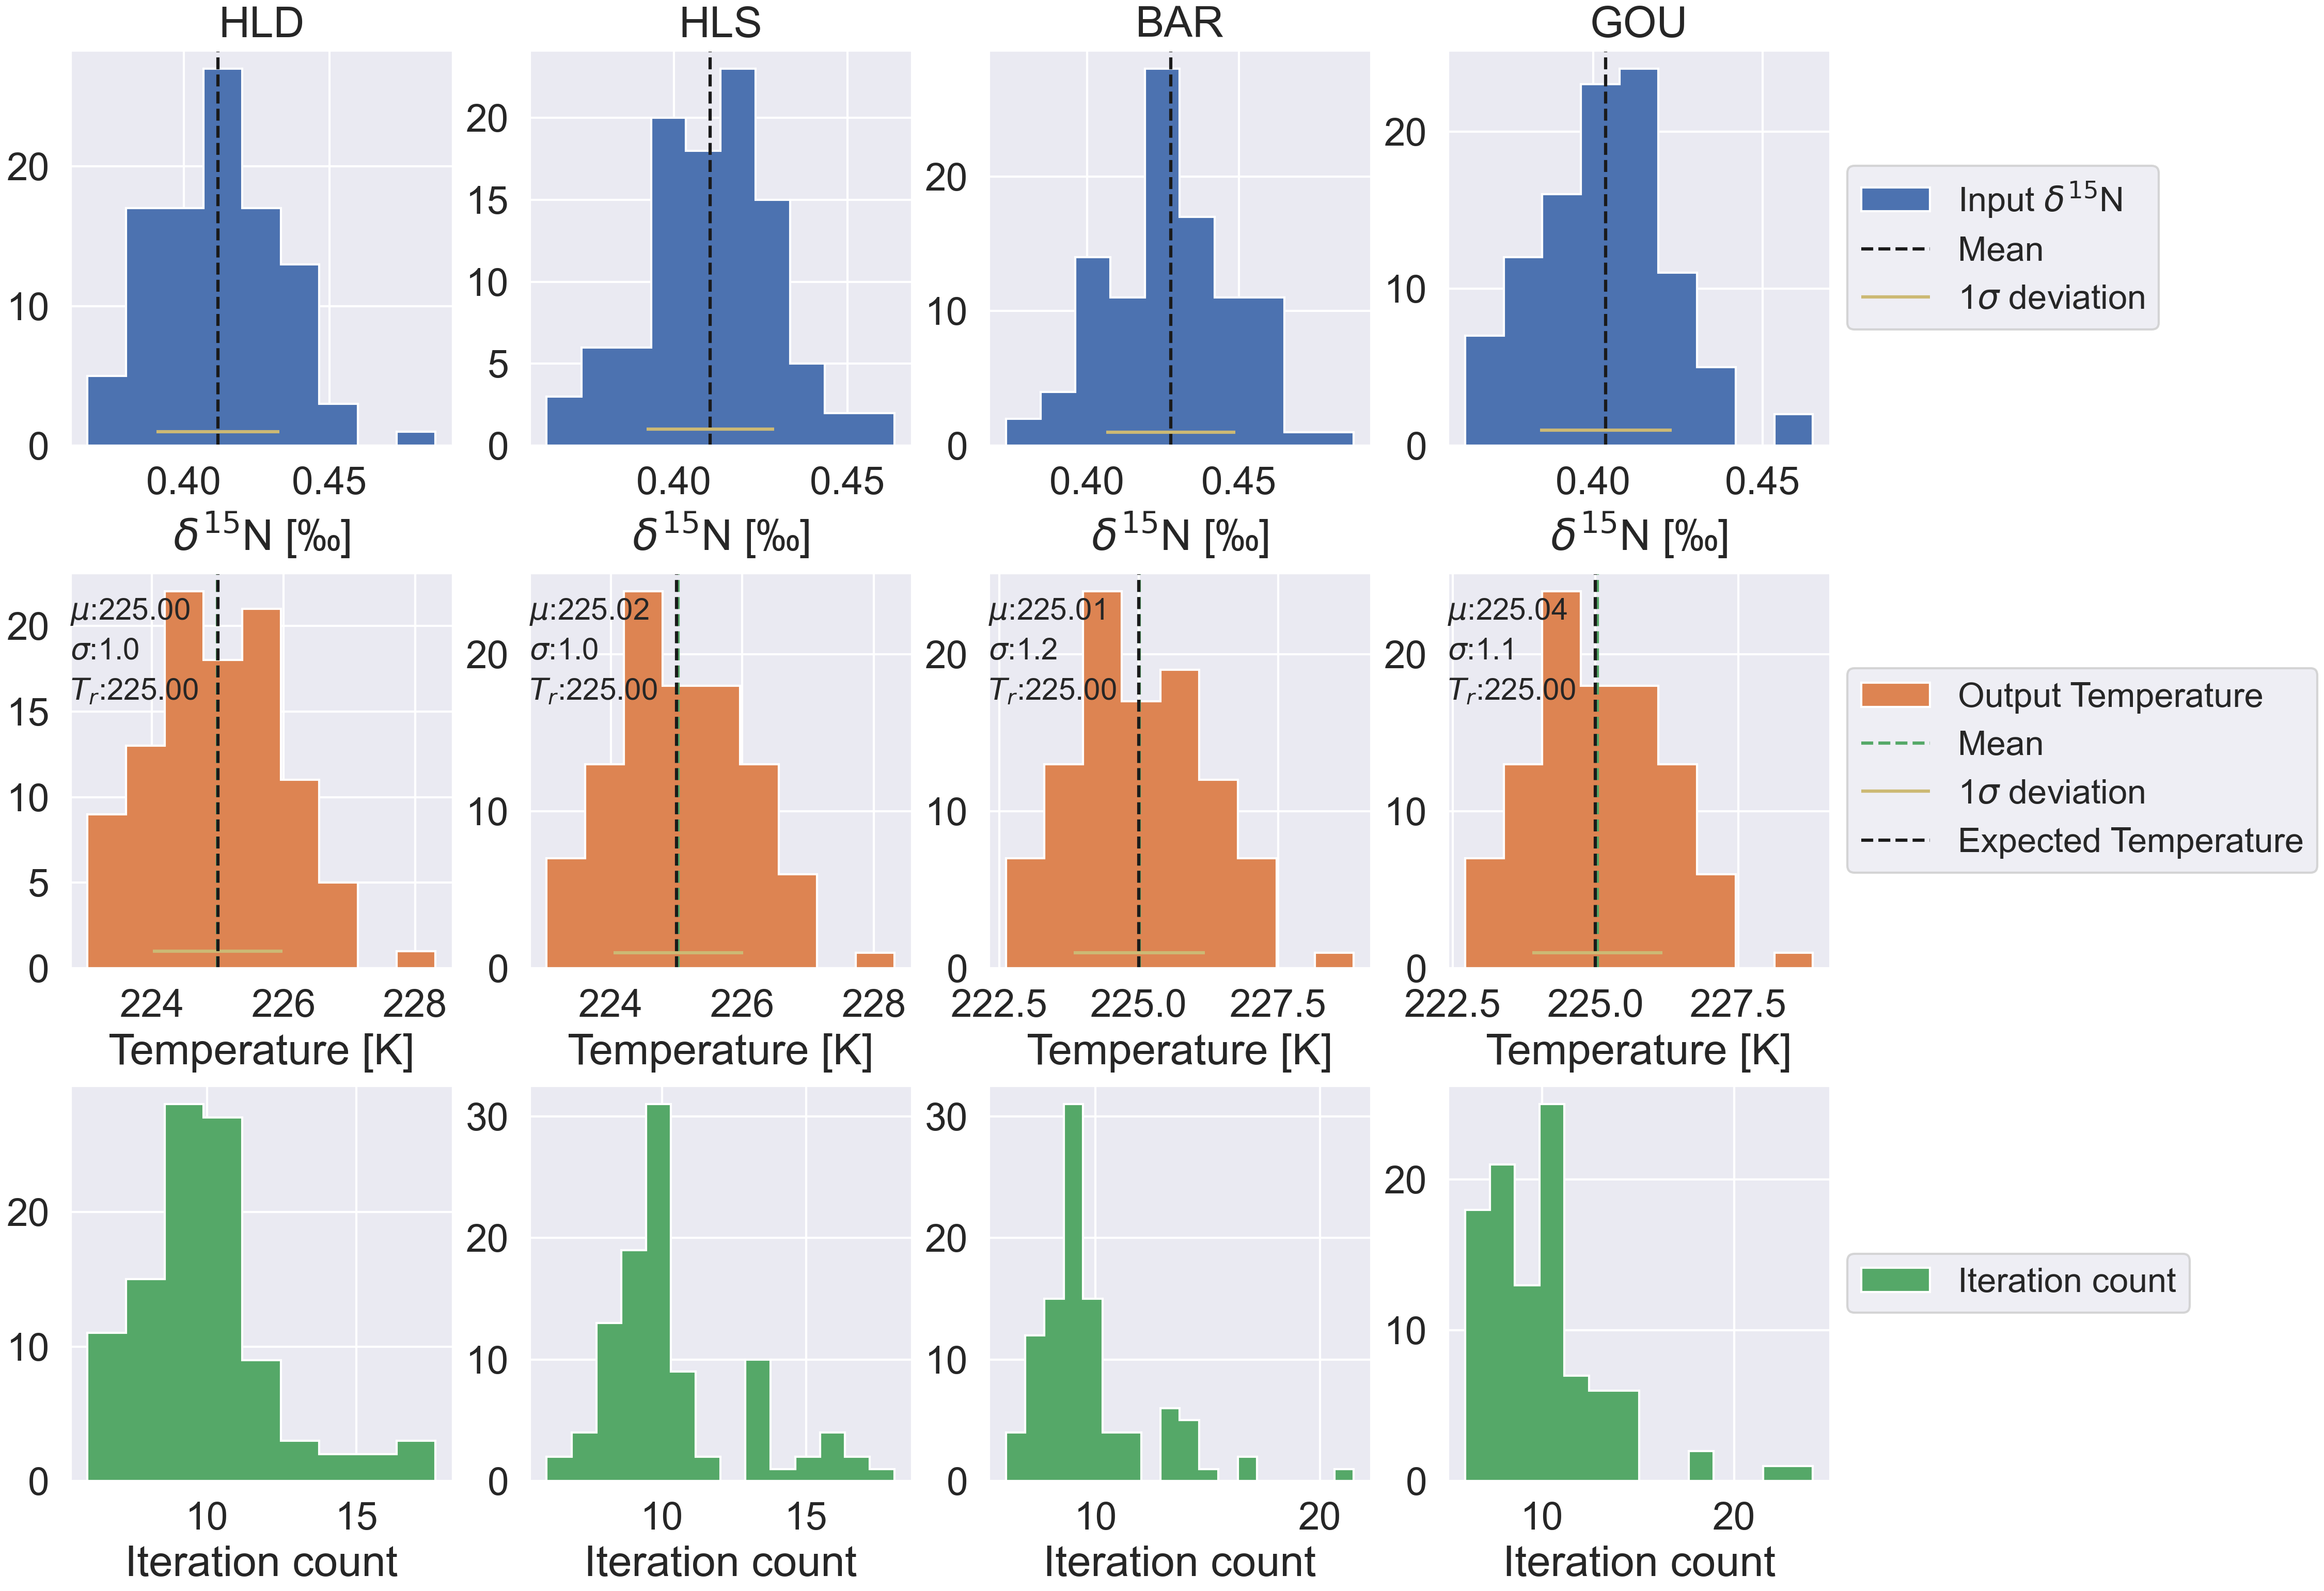 HLD HLS BAR GOU
20
10
0
0.40 0.45
δ¹⁵N [‰]
20
15
10
5
0
0.40 0.45
δ¹⁵N [‰]
20
10
0
0.40 0.45
δ¹⁵N [‰]
20
10
0
0.40 0.45
δ¹⁵N [‰]
Input δ¹⁵N
Mean
1σ deviation
20
15
10
5
0
μ:225.00
σ:1.0
Tᵣ:225.00
224 226 228
Temperature [K]
20
10
0
μ:225.02
σ:1.0
Tᵣ:225.00
224 226 228
Temperature [K]
20
10
0
μ:225.01
σ:1.2
Tᵣ:225.00
222.5 225.0 227.5
Temperature [K]
20
10
0
μ:225.04
σ:1.1
Tᵣ:225.00
222.5 225.0 227.5
Temperature [K]
Output Temperature
Mean
1σ deviation
Expected Temperature
20
10
0
10 15
Iteration count
30
20
10
0
10 15
Iteration count
30
20
10
0
10 20
Iteration count
20
10
0
10 20
Iteration count
Iteration count